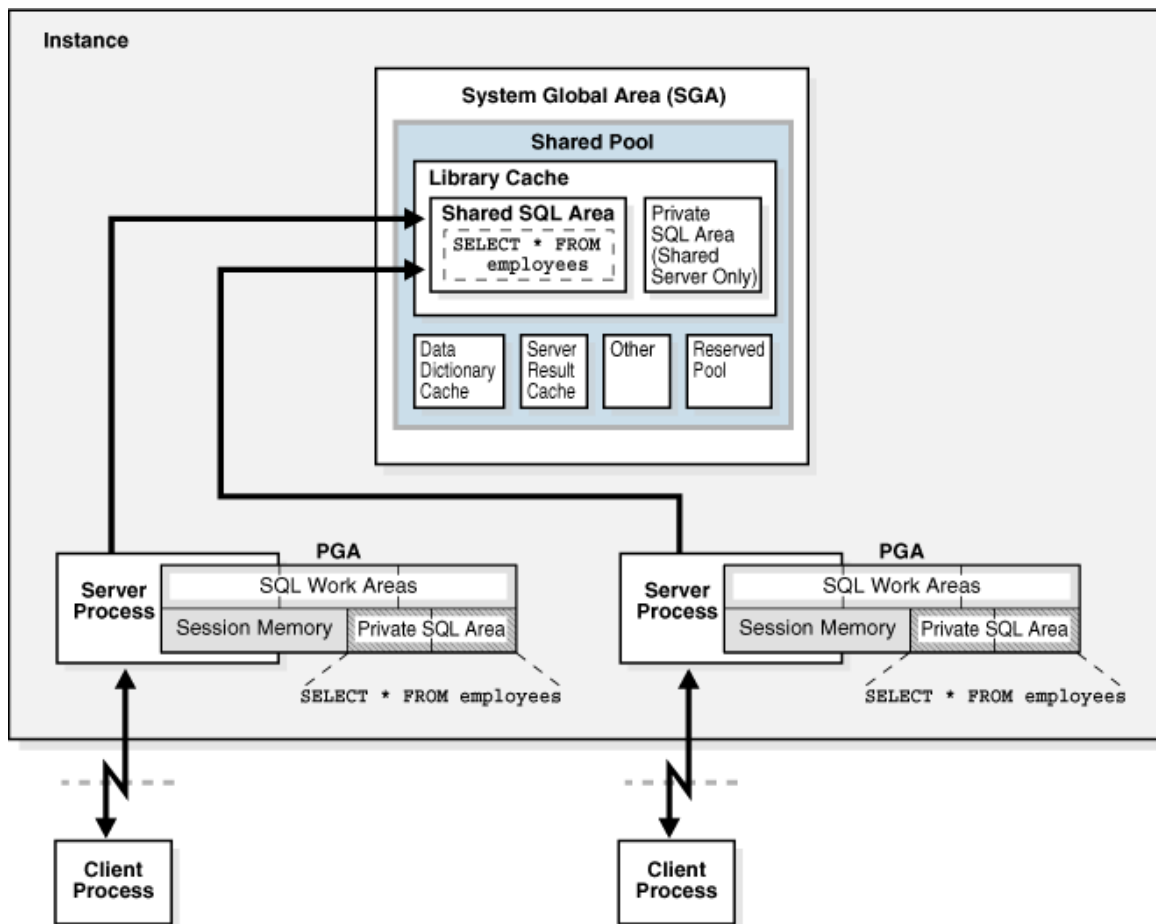 Instance
System Global Area (SGA)
Shared Pool
Library Cache
Shared SQL Area
SELECT * FROM
employees
Private
SQL Area
(Shared
Server Only)
Data
Dictionary
Cache
Server
Result
Cache
Other
Reserved
Pool
PGA
Server
Process
SQL Work Areas
Session Memory
Private SQL Area
SELECT * FROM employees
PGA
Server
Process
SQL Work Areas
Session Memory
Private SQL Area
SELECT * FROM employees
Client
Process
Client
Process